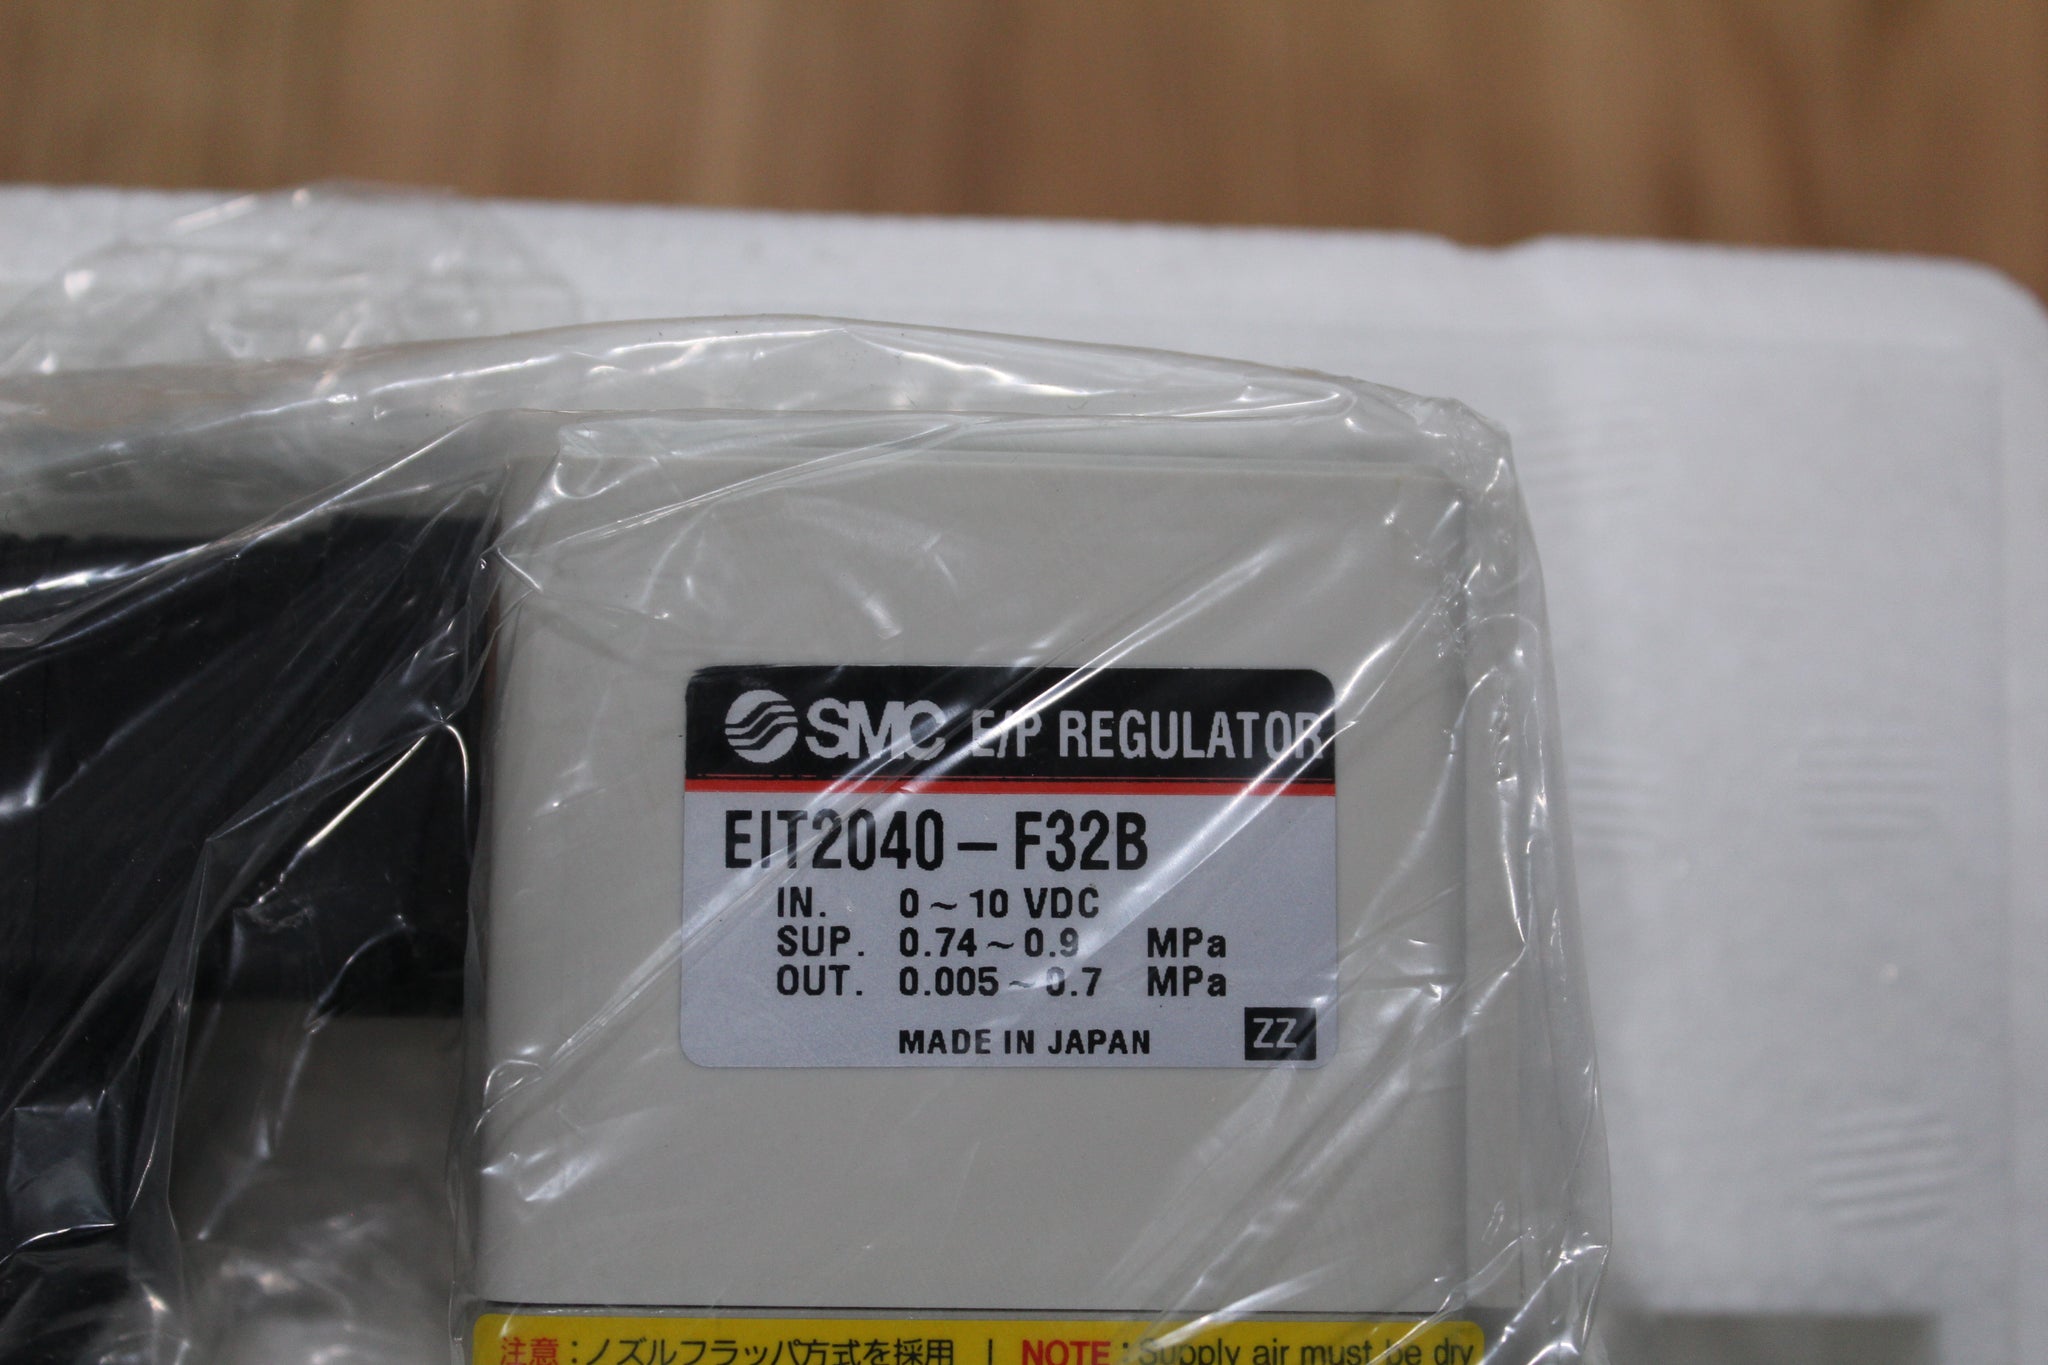 SMC E/P REGULATOR
EIT2040-F32B
IN. 0~10 VDC
SUP. 0.74~0.9 MPa
OUT. 0.005~0.7 MPa
MADE IN JAPAN ZZ
注意:ノズルフラッパ方式を採用 | NOTE:Supply air must be dry